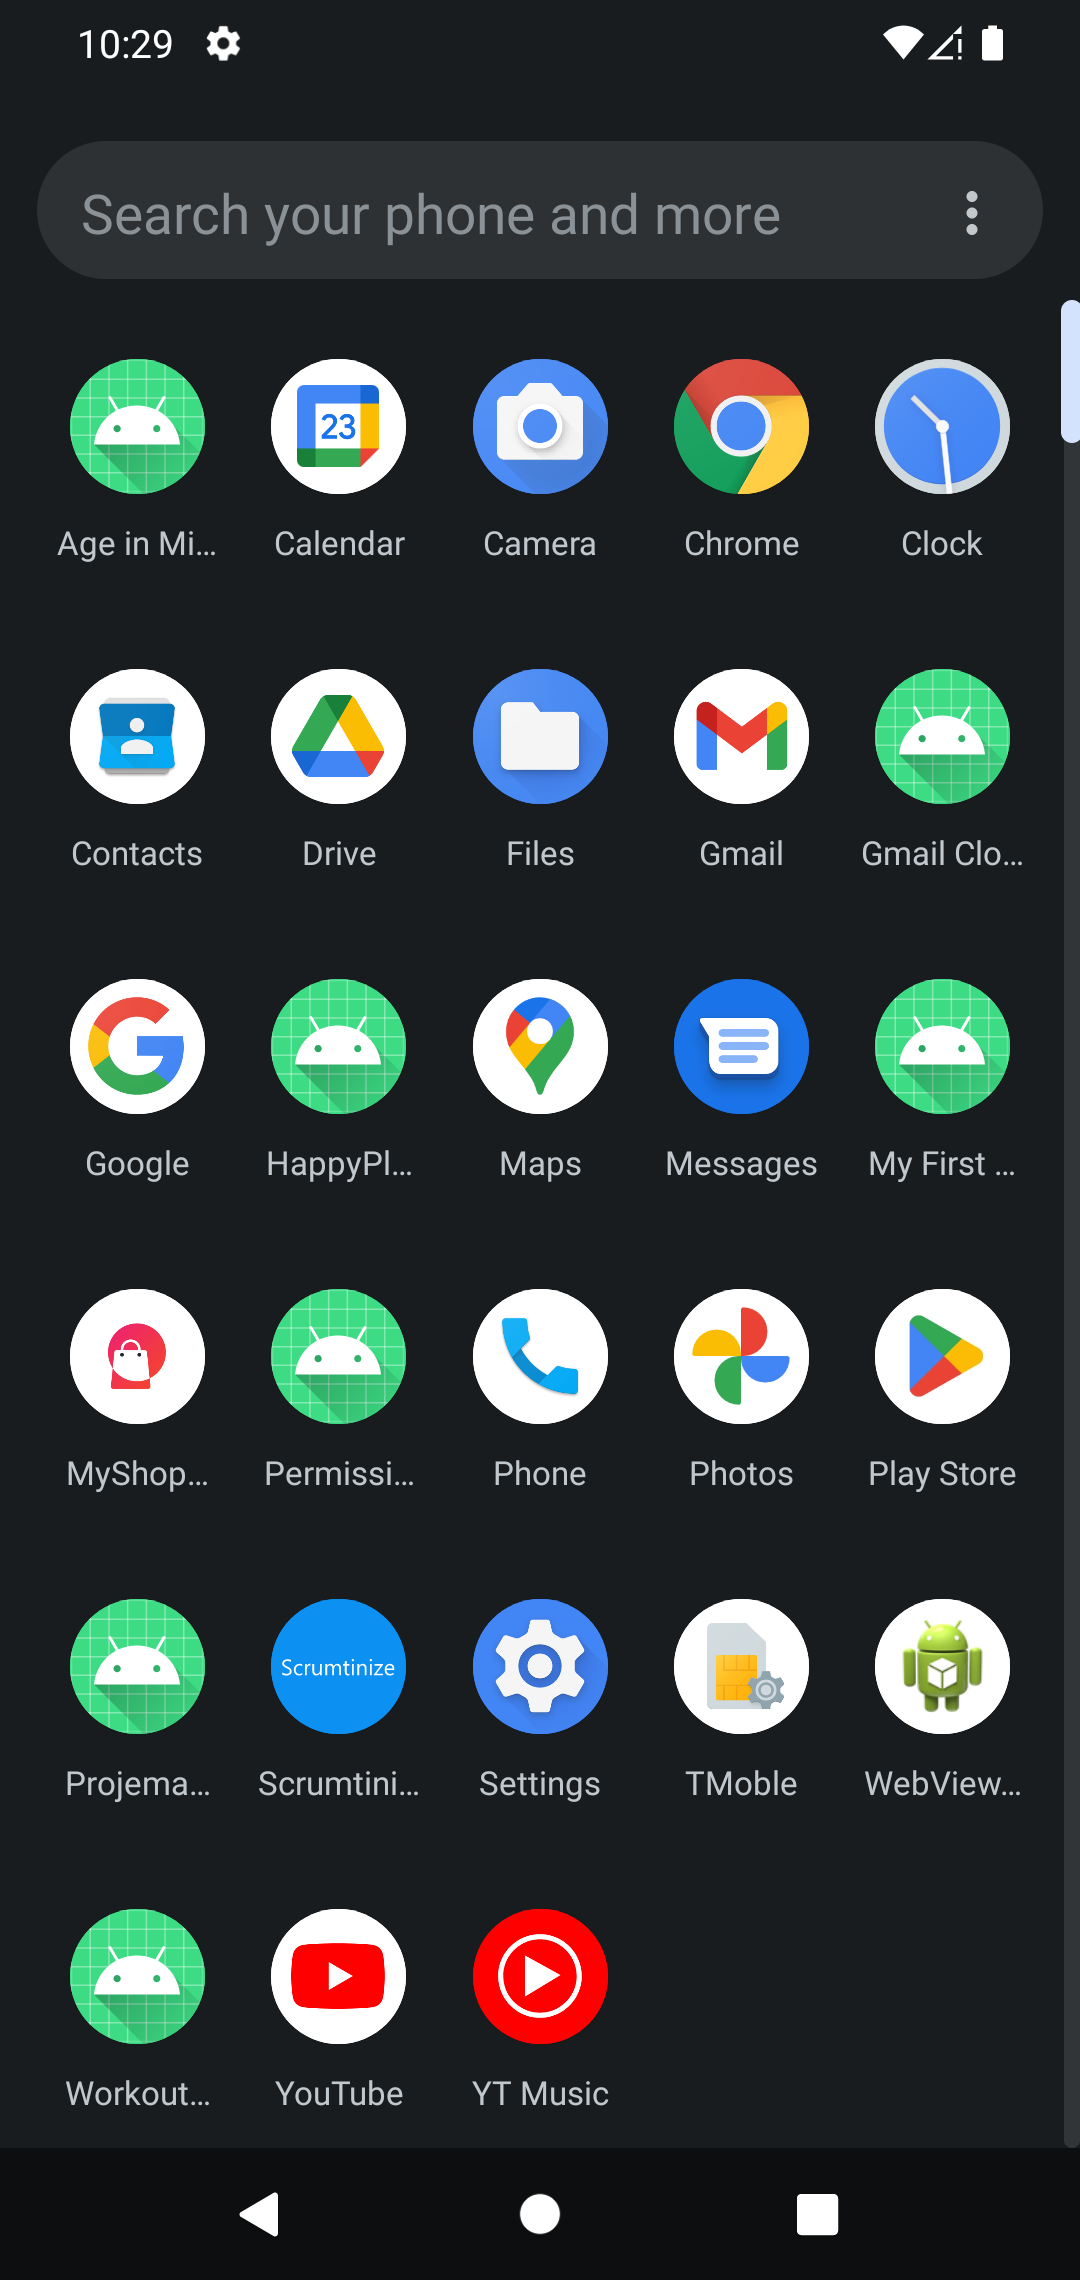 10:29
Search your phone and more
23
Age in Mi...
Calendar
Camera
Chrome
Clock
Contacts
Drive
Files
Gmail
Gmail Clo...
Google
HappyPl...
Maps
Messages
My First ...
MyShop...
Permissi...
Phone
Photos
Play Store
Scrumtinize
Projema...
Scrumtini...
Settings
TMoble
WebView...
Workout...
YouTube
YT Music